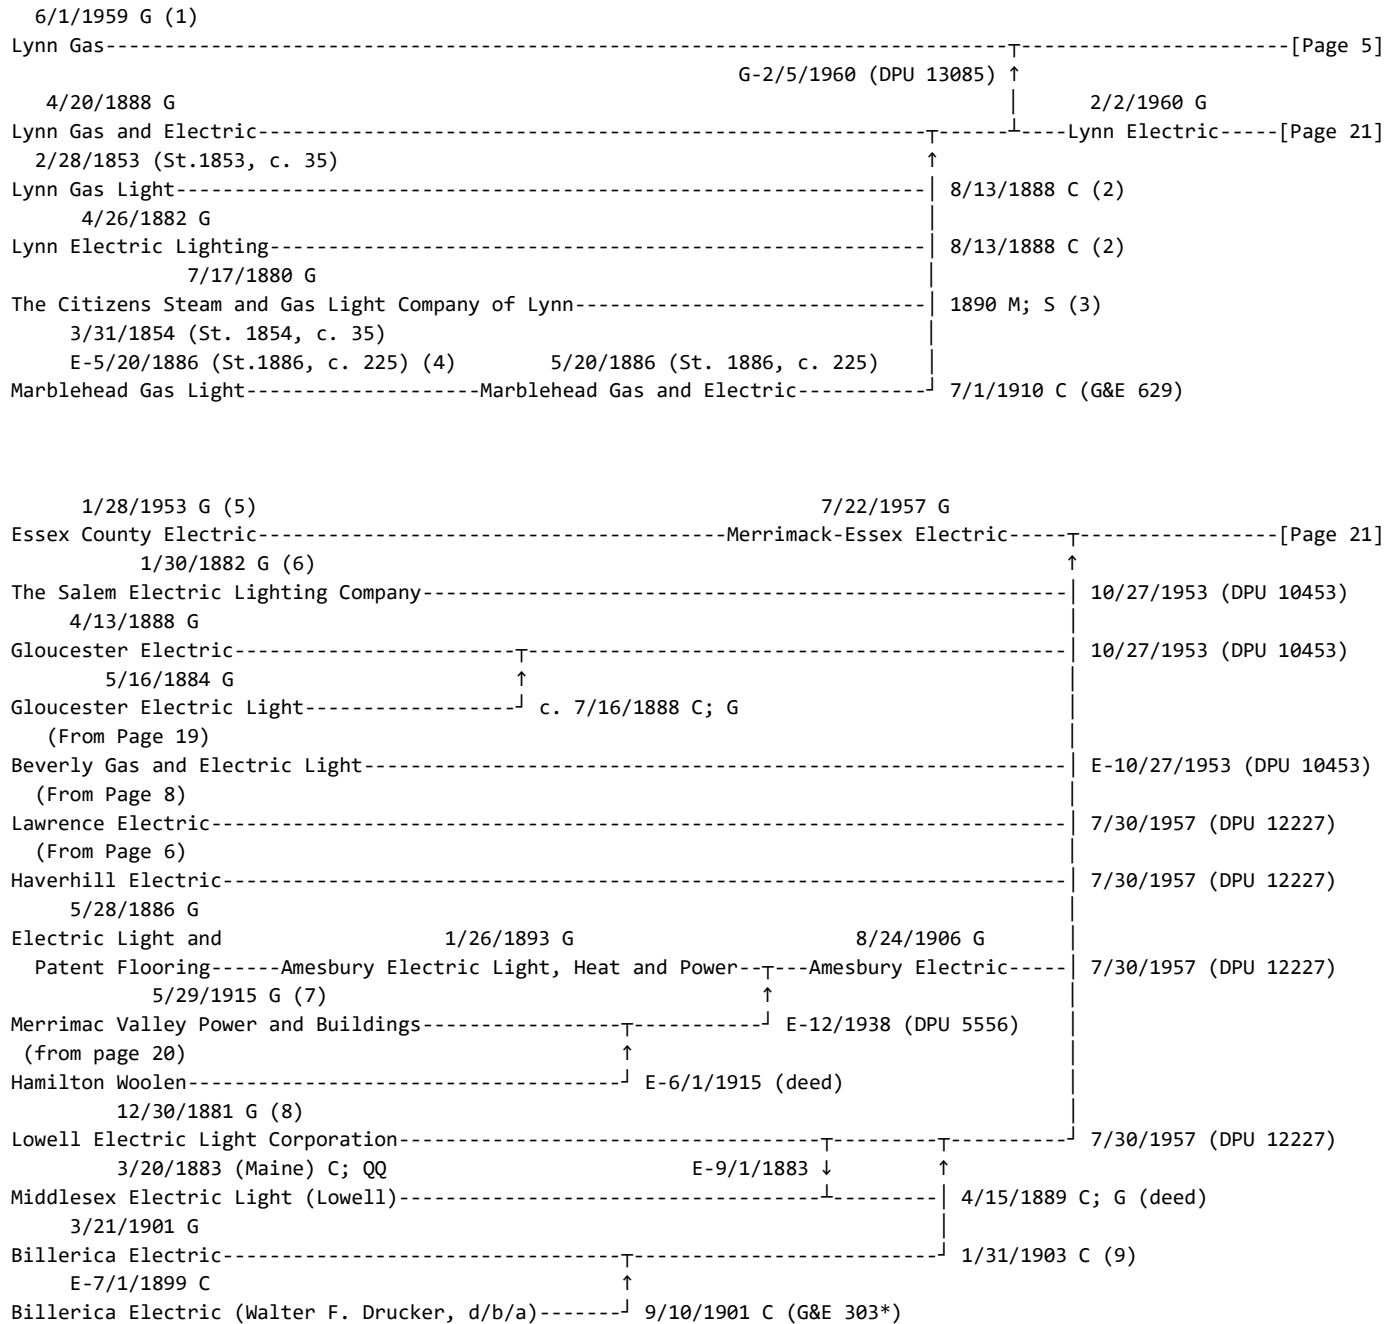 6/1/1959 G (1)
Lynn Gas-----------------------------------------------------------------------------┬-----------------------[Page 5]
G-2/5/1960 (DPU 13085) ↑
4/20/1888 G │ 2/2/1960 G
Lynn Gas and Electric----------------------------------------------------------┬------┴----Lynn Electric-----[Page 21]
2/28/1853 (St.1853, c. 35) ↑
Lynn Gas Light----------------------------------------------------------------│ 8/13/1888 C (2)
4/26/1882 G │
Lynn Electric Lighting--------------------------------------------------------│ 8/13/1888 C (2)
7/17/1880 G │
The Citizens Steam and Gas Light Company of Lynn------------------------------│ 1890 M; S (3)
3/31/1854 (St. 1854, c. 35) │
E-5/20/1886 (St.1886, c. 225) (4) 5/20/1886 (St. 1886, c. 225) │
Marblehead Gas Light--------------------Marblehead Gas and Electric-----------┘ 7/1/1910 C (G&E 629)
1/28/1953 G (5) 7/22/1957 G
Essex County Electric----------------------------------------Merrimack-Essex Electric-----┬-----------------[Page 21]
1/30/1882 G (6) ↑
The Salem Electric Lighting Company-------------------------------------------------------│ 10/27/1953 (DPU 10453)
4/13/1888 G │
Gloucester Electric------------------------┬----------------------------------------------│ 10/27/1953 (DPU 10453)
5/16/1884 G ↑ │
Gloucester Electric Light------------------┘ c. 7/16/1888 C; G │
(From Page 19) │
Beverly Gas and Electric Light------------------------------------------------------------│ E-10/27/1953 (DPU 10453)
(From Page 8) │
Lawrence Electric-------------------------------------------------------------------------│ 7/30/1957 (DPU 12227)
(From Page 6) │
Haverhill Electric------------------------------------------------------------------------│ 7/30/1957 (DPU 12227)
5/28/1886 G │
Electric Light and 1/26/1893 G 8/24/1906 G │
Patent Flooring------Amesbury Electric Light, Heat and Power--┬---Amesbury Electric-----│ 7/30/1957 (DPU 12227)
5/29/1915 G (7) ↑ │
Merrimac Valley Power and Buildings-----------------┬-----------┘ E-12/1938 (DPU 5556) │
(from page 20) ↑ │
Hamilton Woolen-------------------------------------┘ E-6/1/1915 (deed) │
12/30/1881 G (8) │
Lowell Electric Light Corporation------------------------------------┬---------┬----------┘ 7/30/1957 (DPU 12227)
3/20/1883 (Maine) C; QQ E-9/1/1883 ↓ ↑
Middlesex Electric Light (Lowell)------------------------------------┴---------│ 4/15/1889 C; G (deed)
3/21/1901 G │
Billerica Electric----------------------------------┬--------------------------┘ 1/31/1903 C (9)
E-7/1/1899 C ↑
Billerica Electric (Walter F. Drucker, d/b/a)-------┘ 9/10/1901 C (G&E 303*)